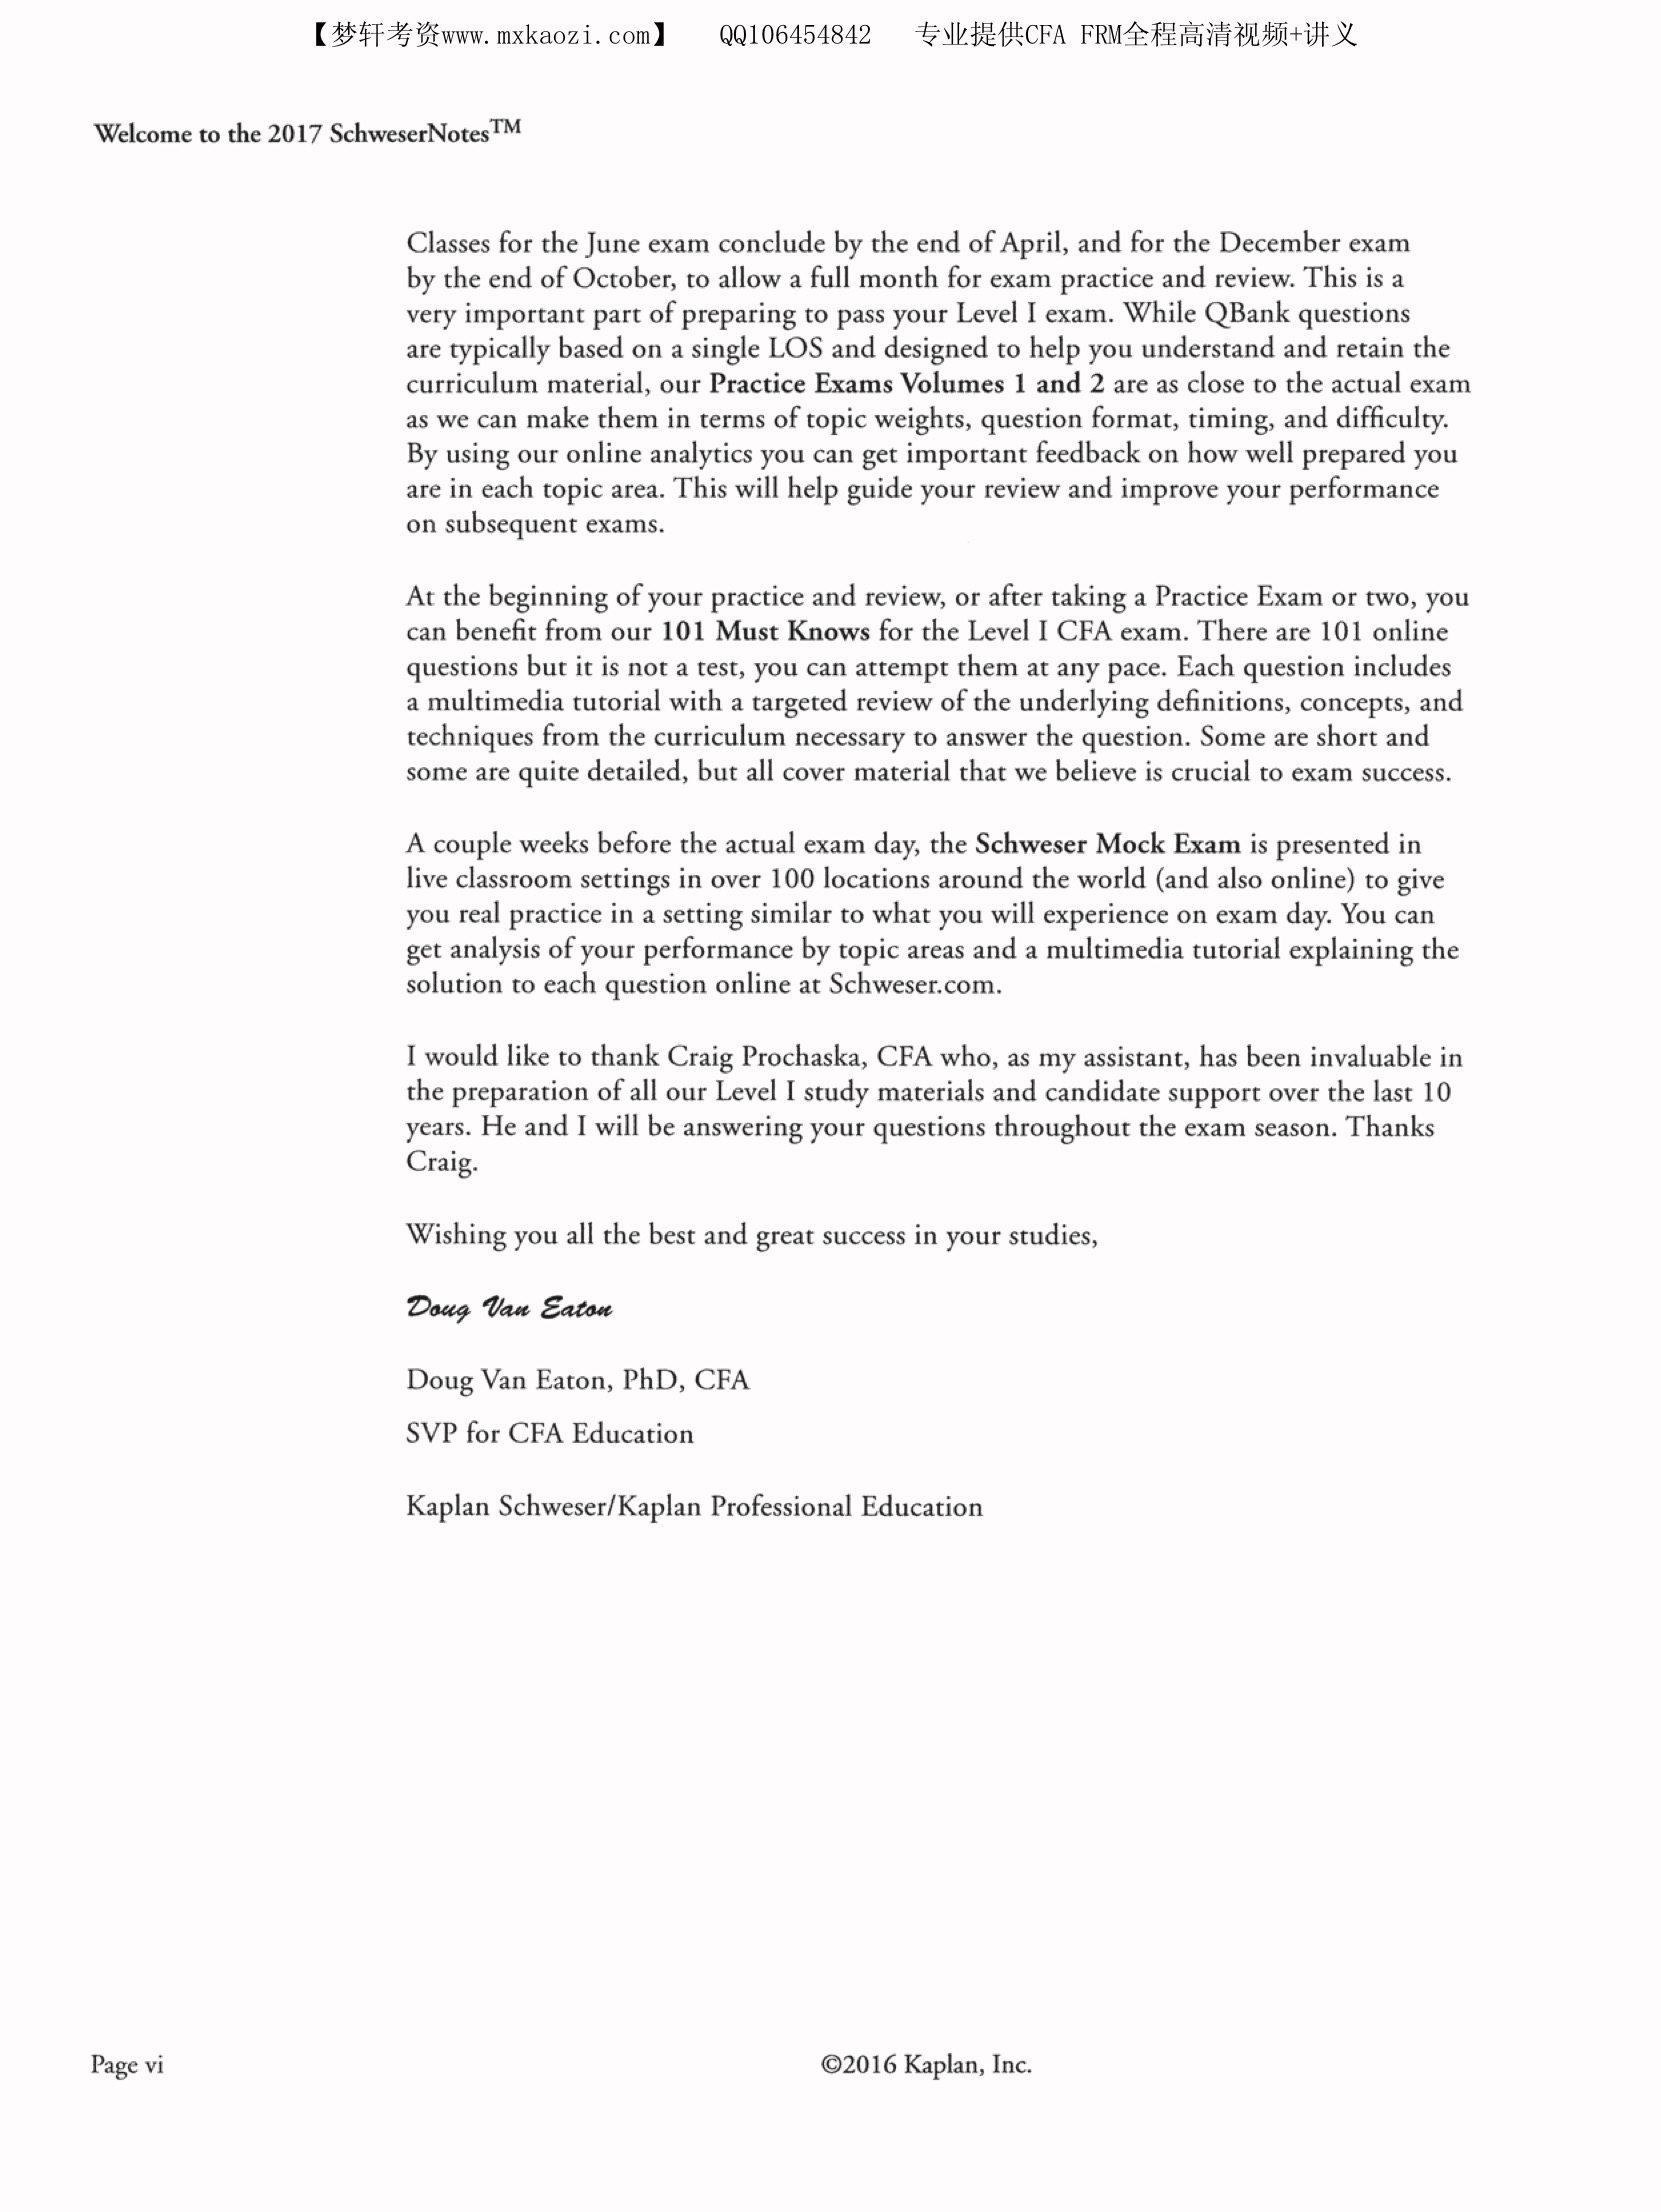 【梦轩考资www.mxkaozi.com】 QQ106454842 专业提供CFA FRM全程高清视频+讲义
Welcome to the 2017 SchweserNotes™
Classes for the June exam conclude by the end of April, and for the December exam
by the end of October, to allow a full month for exam practice and review. This is a
very important part of preparing to pass your Level I exam. While QBank questions
are typically based on a single LOS and designed to help you understand and retain the
curriculum material, our Practice Exams Volumes 1 and 2 are as close to the actual exam
as we can make them in terms of topic weights, question format, timing, and difficulty.
By using our online analytics you can get important feedback on how well prepared you
are in each topic area. This will help guide your review and improve your performance
on subsequent exams.
At the beginning of your practice and review, or after taking a Practice Exam or two, you
can benefit from our 101 Must Knows for the Level I CFA exam. There are 101 online
questions but it is not a test, you can attempt them at any pace. Each question includes
a multimedia tutorial with a targeted review of the underlying definitions, concepts, and
techniques from the curriculum necessary to answer the question. Some are short and
some are quite detailed, but all cover material that we believe is crucial to exam success.
A couple weeks before the actual exam day, the Schweser Mock Exam is presented in
live classroom settings in over 100 locations around the world (and also online) to give
you real practice in a setting similar to what you will experience on exam day. You can
get analysis of your performance by topic areas and a multimedia tutorial explaining the
solution to each question online at Schweser.com.
I would like to thank Craig Prochaska, CFA who, as my assistant, has been invaluable in
the preparation of all our Level I study materials and candidate support over the last 10
years. He and I will be answering your questions throughout the exam season. Thanks
Craig.
Wishing you all the best and great success in your studies,
Doug Van Eaton
Doug Van Eaton, PhD, CFA
SVP for CFA Education
Kaplan Schweser/Kaplan Professional Education
Page vi ©2016 Kaplan, Inc.